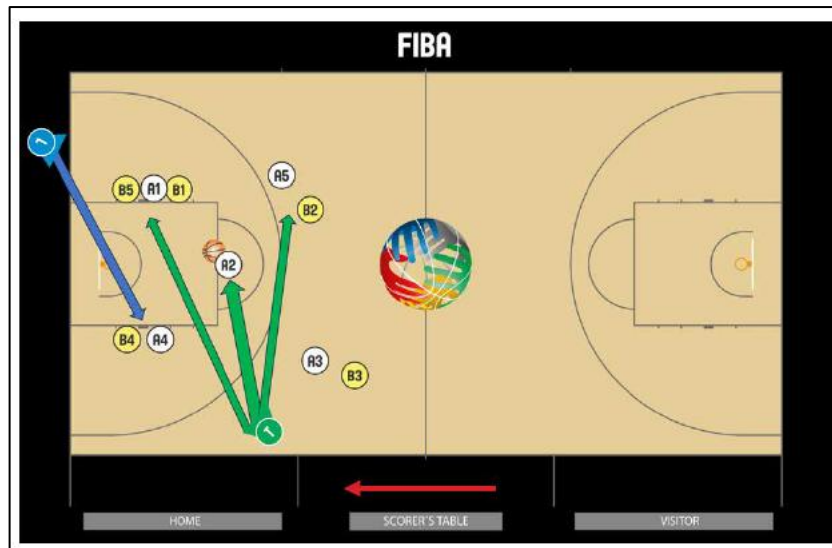 FIBA
L
B5 A1 B1 A5
B2
A2
B4 A4 A3
B3
T
HOME SCORER'S TABLE VISITOR